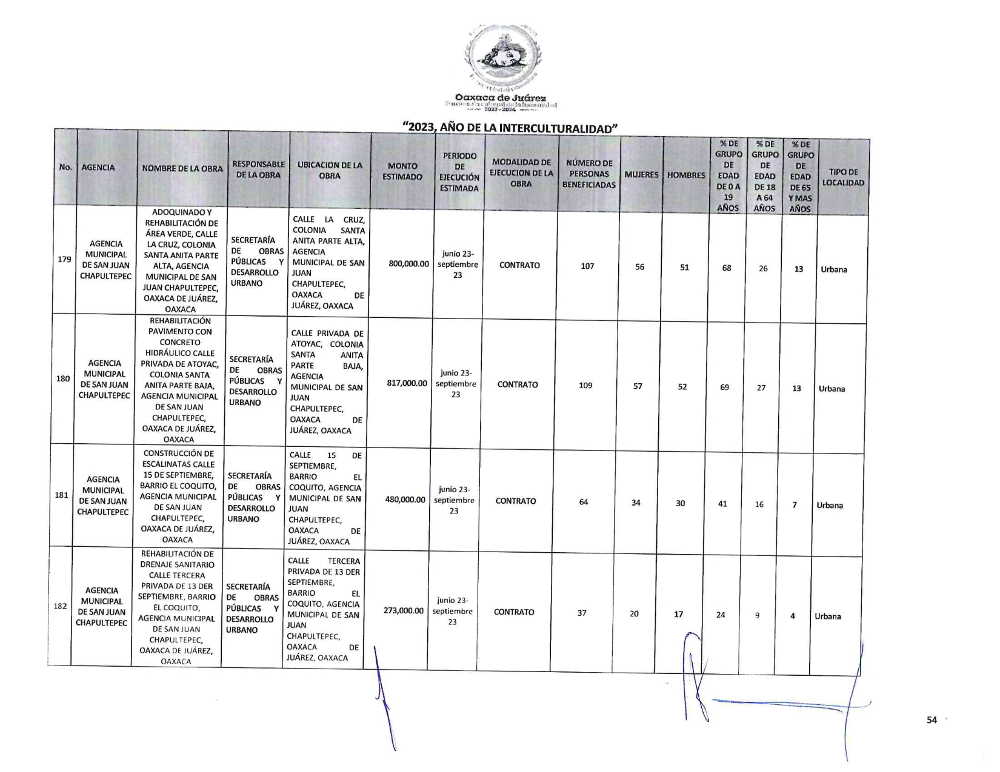 Oaxaca de Juárez
2022 - 2024
“2023, AÑO DE LA INTERCULTURALIDAD”
No.
AGENCIA
NOMBRE DE LA OBRA
RESPONSABLE
DE LA OBRA
UBICACION DE LA
OBRA
MONTO
ESTIMADO
PERIODO
DE
EJECUCIÓN
ESTIMADA
MODALIDAD DE
EJECUCION DE LA
OBRA
NÚMERO DE
PERSONAS
BENEFICIADAS
MUJERES
HOMBRES
% DE
GRUPO
DE
EDAD
DE 0 A
19
AÑOS
% DE
GRUPO
DE
EDAD
DE 18
A 64
AÑOS
% DE
GRUPO
DE
EDAD
DE 65
Y MAS
AÑOS
TIPO DE
LOCALIDAD
179
AGENCIA
MUNICIPAL
DE SAN JUAN
CHAPULTEPEC
ADOQUINADO Y
REHABILITACIÓN DE
ÁREA VERDE, CALLE
LA CRUZ, COLONIA
SANTA ANITA PARTE
ALTA, AGENCIA
MUNICIPAL DE SAN
JUAN CHAPULTEPEC,
OAXACA DE JUÁREZ,
OAXACA
SECRETARÍA
DE OBRAS
PÚBLICAS Y
DESARROLLO
URBANO
CALLE LA CRUZ,
COLONIA SANTA
ANITA PARTE ALTA,
AGENCIA
MUNICIPAL DE SAN
JUAN
CHAPULTEPEC,
OAXACA DE
JUÁREZ, OAXACA
800,000.00
junio 23-
septiembre
23
CONTRATO
107
56
51
68
26
13
Urbana
180
AGENCIA
MUNICIPAL
DE SAN JUAN
CHAPULTEPEC
REHABILITACIÓN
PAVIMENTO CON
CONCRETO
HIDRÁULICO CALLE
PRIVADA DE ATOYAC,
COLONIA SANTA
ANITA PARTE BAJA,
AGENCIA MUNICIPAL
DE SAN JUAN
CHAPULTEPEC,
OAXACA DE JUÁREZ,
OAXACA
SECRETARÍA
DE OBRAS
PÚBLICAS Y
DESARROLLO
URBANO
CALLE PRIVADA DE
ATOYAC, COLONIA
SANTA ANITA
PARTE BAJA,
AGENCIA
MUNICIPAL DE SAN
JUAN
CHAPULTEPEC,
OAXACA DE
JUÁREZ, OAXACA
817,000.00
junio 23-
septiembre
23
CONTRATO
109
57
52
69
27
13
Urbana
181
AGENCIA
MUNICIPAL
DE SAN JUAN
CHAPULTEPEC
CONSTRUCCIÓN DE
ESCALINATAS CALLE
15 DE SEPTIEMBRE,
BARRIO EL COQUITO,
AGENCIA MUNICIPAL
DE SAN JUAN
CHAPULTEPEC,
OAXACA DE JUÁREZ,
OAXACA
SECRETARÍA
DE OBRAS
PÚBLICAS Y
DESARROLLO
URBANO
CALLE 15 DE
SEPTIEMBRE,
BARRIO EL
COQUITO, AGENCIA
MUNICIPAL DE SAN
JUAN
CHAPULTEPEC,
OAXACA DE
JUÁREZ, OAXACA
480,000.00
junio 23-
septiembre
23
CONTRATO
64
34
30
41
16
7
Urbana
182
AGENCIA
MUNICIPAL
DE SAN JUAN
CHAPULTEPEC
REHABILITACIÓN DE
DRENAJE SANITARIO
CALLE TERCERA
PRIVADA DE 13 DER
SEPTIEMBRE, BARRIO
EL COQUITO,
AGENCIA MUNICIPAL
DE SAN JUAN
CHAPULTEPEC,
OAXACA DE JUÁREZ,
OAXACA
SECRETARÍA
DE OBRAS
PÚBLICAS Y
DESARROLLO
URBANO
CALLE TERCERA
PRIVADA DE 13 DER
SEPTIEMBRE,
BARRIO EL
COQUITO, AGENCIA
MUNICIPAL DE SAN
JUAN
CHAPULTEPEC,
OAXACA DE
JUÁREZ, OAXACA
273,000.00
junio 23-
septiembre
23
CONTRATO
37
20
17
24
9
4
Urbana
54